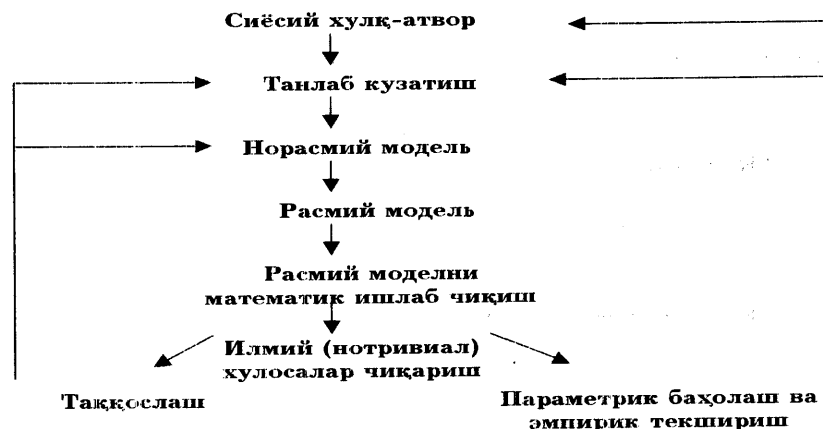 Сиёсий хулқ-атвор
Танлаб кузатиш
Норасмий модель
Расмий модель
Расмий моделни
математик ишлаб чиқиш
Илмий (нотривиал)
хулосалар чиқариш
Таққослаш
Параметрик баҳолаш ва
эмпирик текшириш